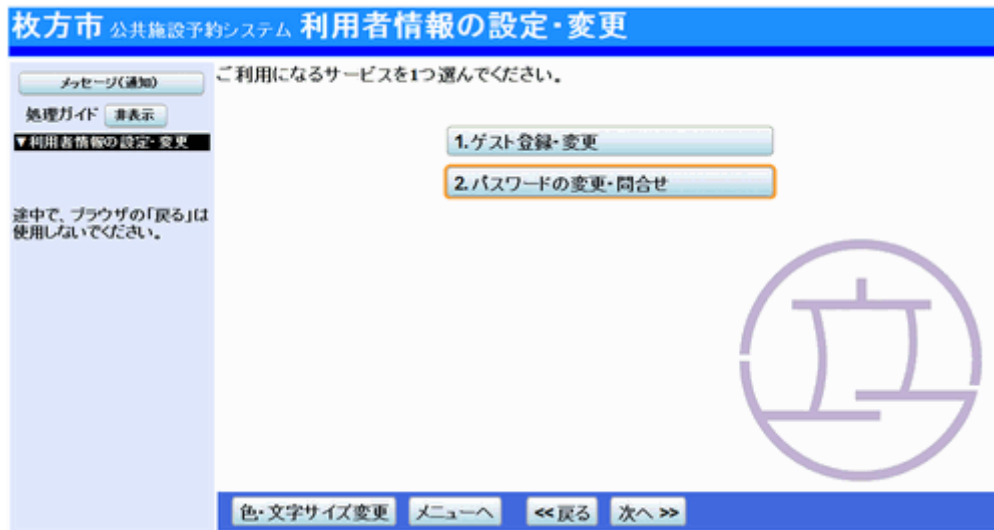 枚方市 公共施設予約システム 利用者情報の設定・変更
メッセージ(通知)
処理ガイド 非表示
▼利用者情報の設定・変更
途中で、ブラウザの「戻る」は
使用しないでください。
ご利用になるサービスを1つ選んでください。
1.ゲスト登録・変更
2.パスワードの変更・問合せ
色・文字サイズ変更 メニューへ <<戻る 次へ >>